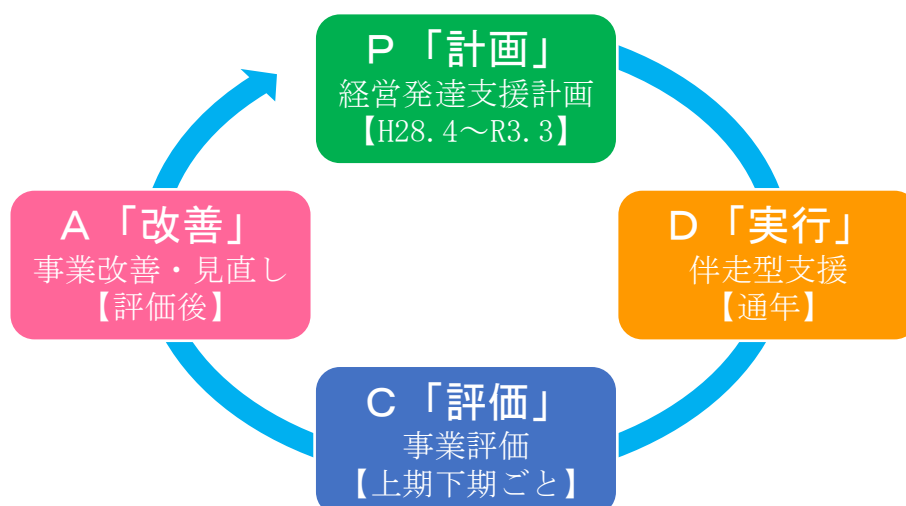 P「計画」
経営発達支援計画
【H28.4～R3.3】
A「改善」
事業改善・見直し
【評価後】
D「実行」
伴走型支援
【通年】
C「評価」
事業評価
【上期下期ごと】